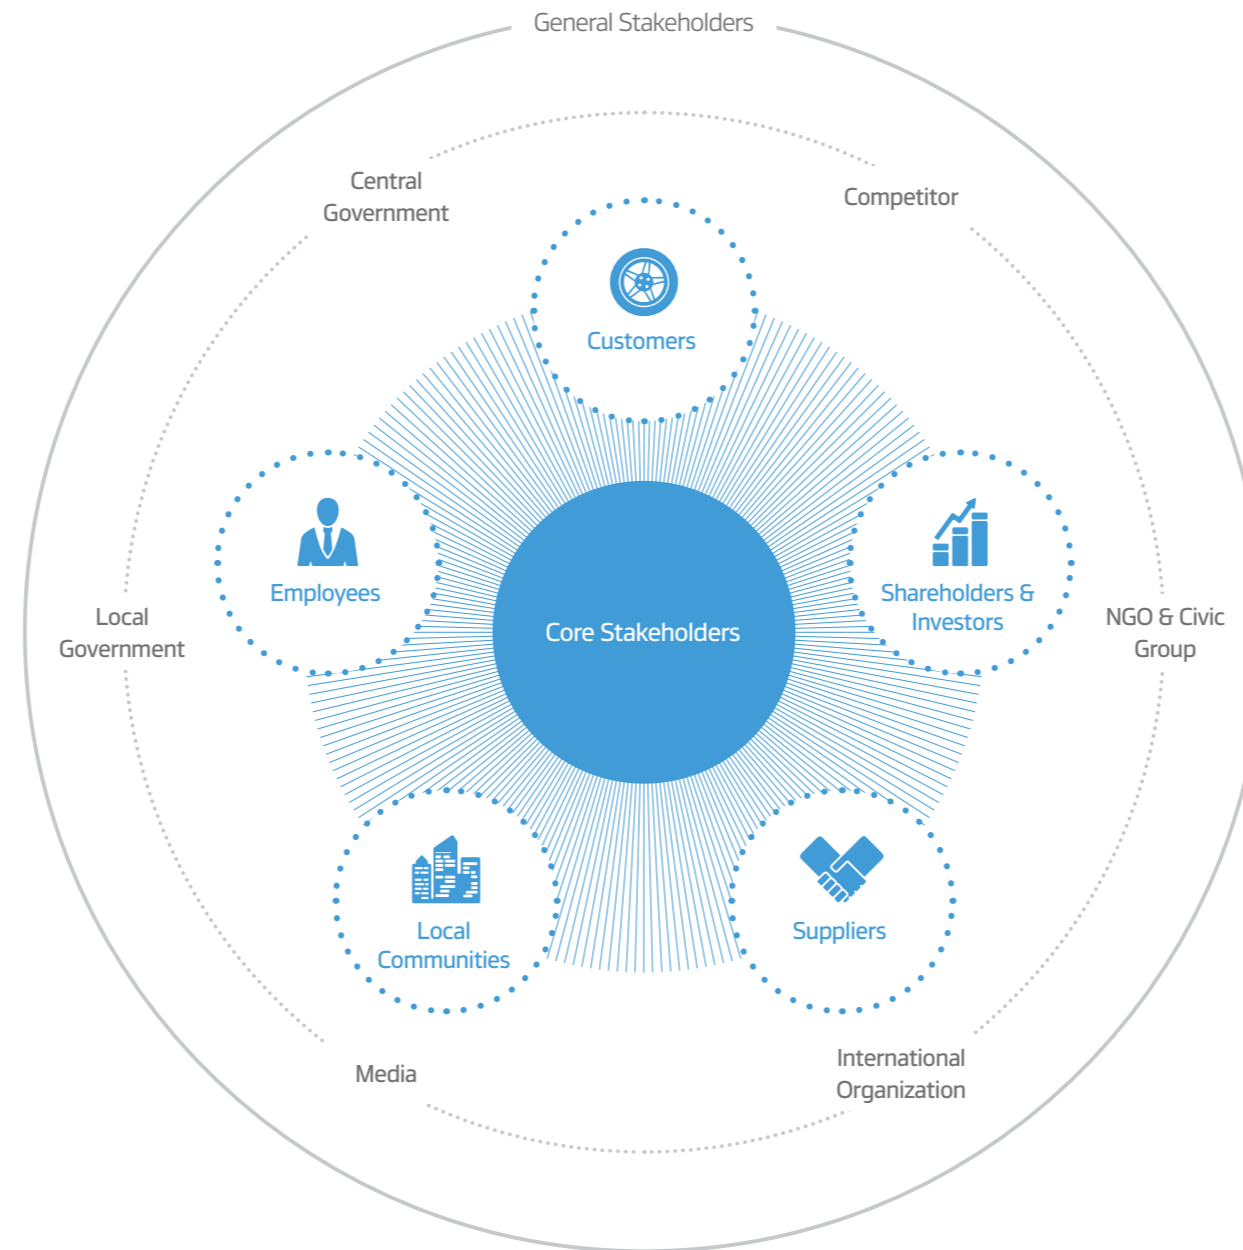 General Stakeholders
Central
Government
Competitor
Customers
Employees
Shareholders &
Investors
Local
Government
Core Stakeholders
NGO & Civic
Group
Local
Communities
Suppliers
Media
International
Organization